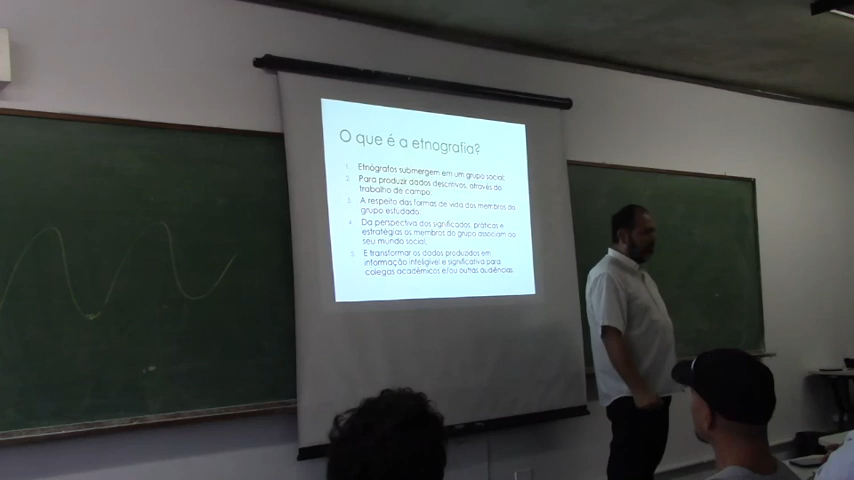 O que é a etnografia?
1. Etnógrafos submergem em um grupo social;
2. Para produzir dados descritivos, através do
trabalho de campo;
3. A respeito das formas de vida dos membros do
grupo estudado;
4. Da perspectiva dos significados, práticas e
estratégias os membros do grupo associam ao
seu mundo social;
5. E transformar os dados produzidos em
informação inteligível e significativa para
colegas acadêmicos e/ou outras audiências.